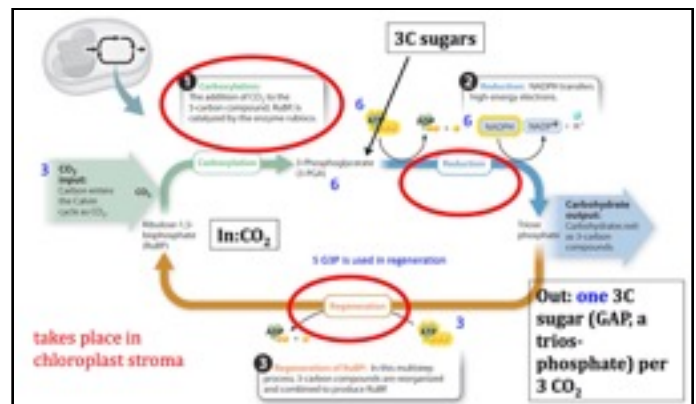 3C sugars
1 Carboxylation:
The addition of CO2 to the
5-carbon compound RuBP, is
catalyzed by the enzyme rubisco.
2 Reduction: NADPH transfers
high-energy electrons.
6
ATP
ADP
6
NADPH
NADP+
3
CO2
input:
Carbon enters
the Calvin
cycle as CO2
CO2
Carboxylation
3-Phosphoglycerate
(3-PGA)
6
Reduction
Carbohydrate
output:
Carbohydrates exit
as 3-carbon
compounds
Triose
phosphate
Ribulose 1,5-
bisphosphate
(RuBP)
In:CO2
5 G3P is used in regeneration
Regeneration
ADP
ATP
3
takes place in
chloroplast stroma
3 Regeneration of RuBP: In this multistep
process, 3-carbon compounds are reorganized
and combined to produce RuBP.
Out: one 3C
sugar (GAP, a
trios-
phosphate) per
3 CO2